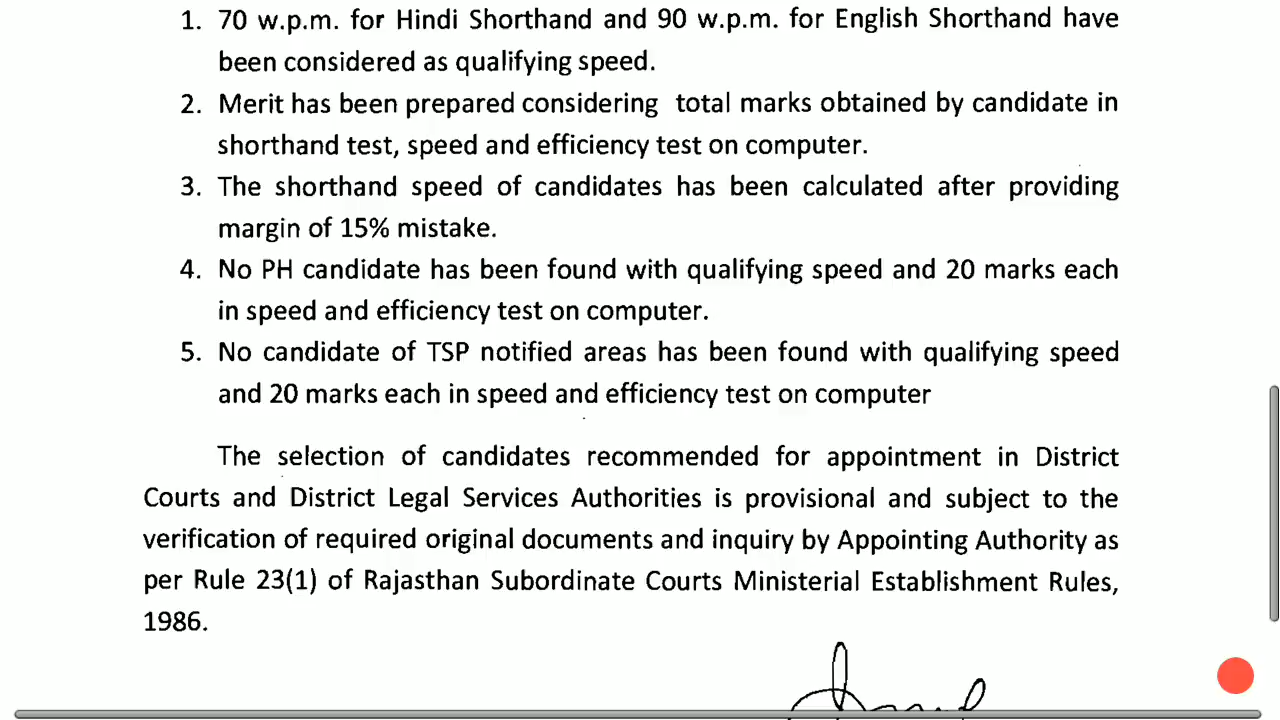 1. 70 w.p.m. for Hindi Shorthand and 90 w.p.m. for English Shorthand have
been considered as qualifying speed.
2. Merit has been prepared considering total marks obtained by candidate in
shorthand test, speed and efficiency test on computer.
3. The shorthand speed of candidates has been calculated after providing
margin of 15% mistake.
4. No PH candidate has been found with qualifying speed and 20 marks each
in speed and efficiency test on computer.
5. No candidate of TSP notified areas has been found with qualifying speed
and 20 marks each in speed and efficiency test on computer
The selection of candidates recommended for appointment in District
Courts and District Legal Services Authorities is provisional and subject to the
verification of required original documents and inquiry by Appointing Authority as
per Rule 23(1) of Rajasthan Subordinate Courts Ministerial Establishment Rules,
1986.